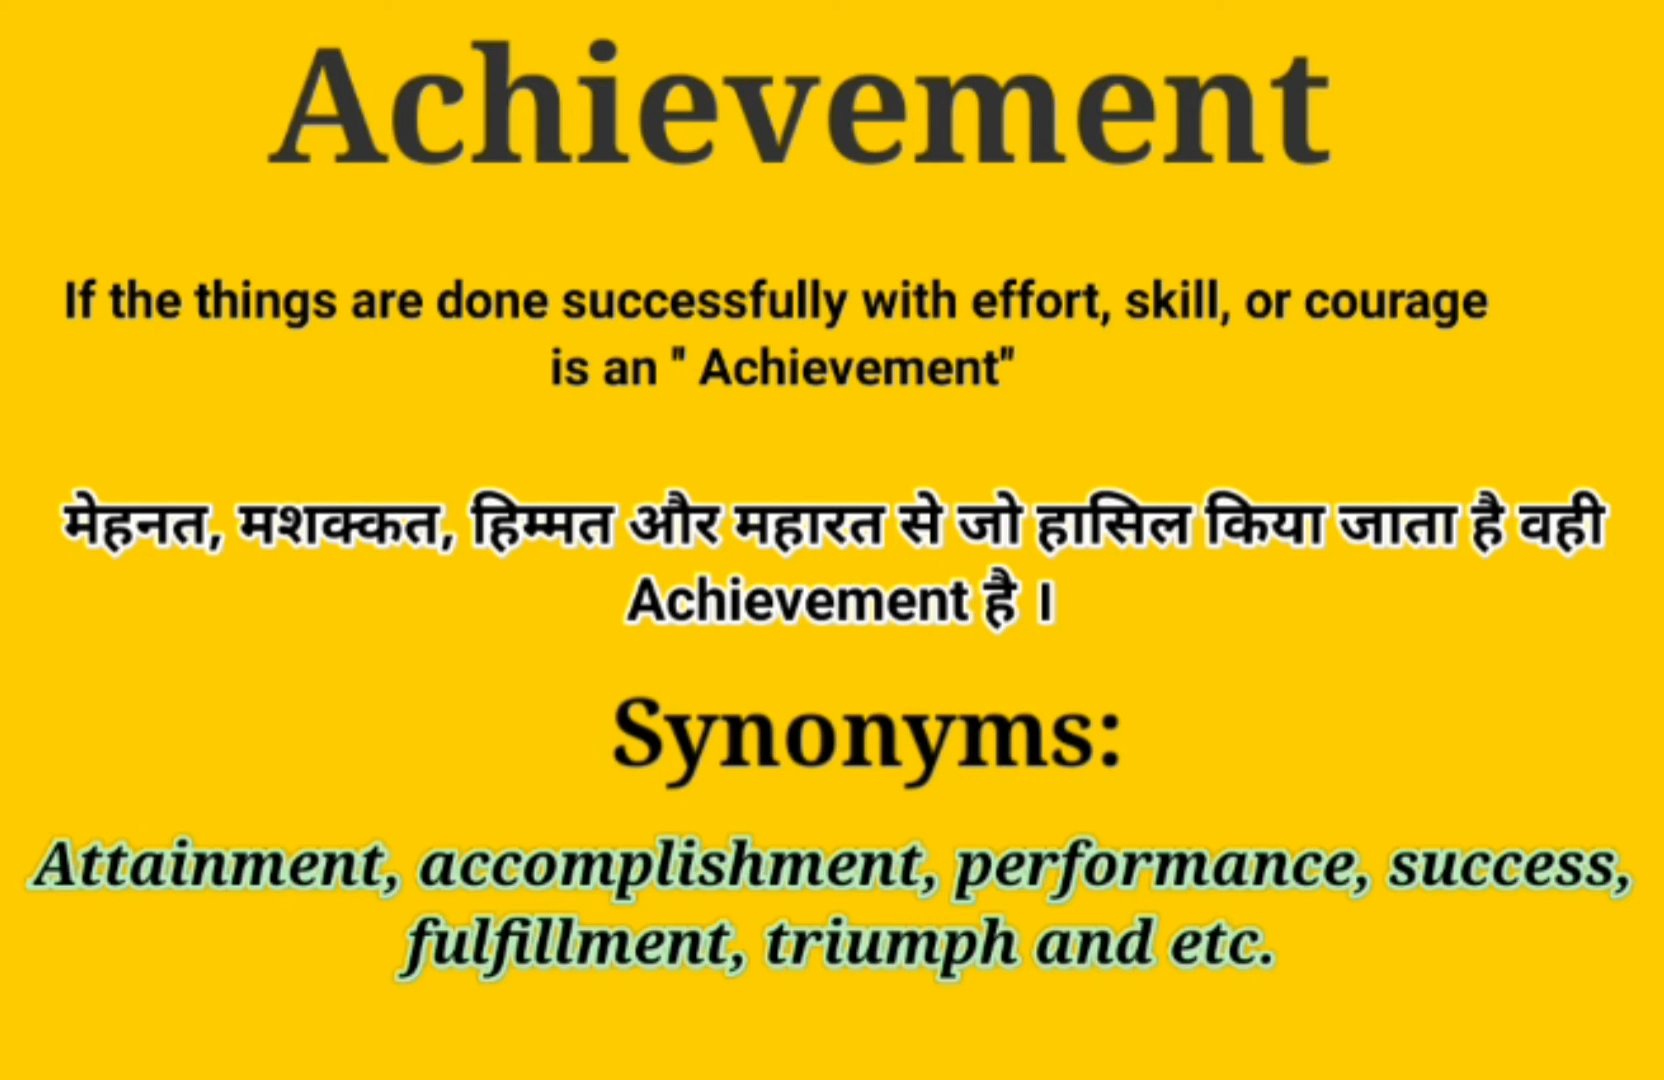 Achievement
If the things are done successfully with effort, skill, or courage
is an " Achievement"
मेहनत, मशक्कत, हिम्मत और महारत से जो हासिल किया जाता है वही
Achievement है ।
Synonyms:
Attainment, accomplishment, performance, success,
fulfillment, triumph and etc.